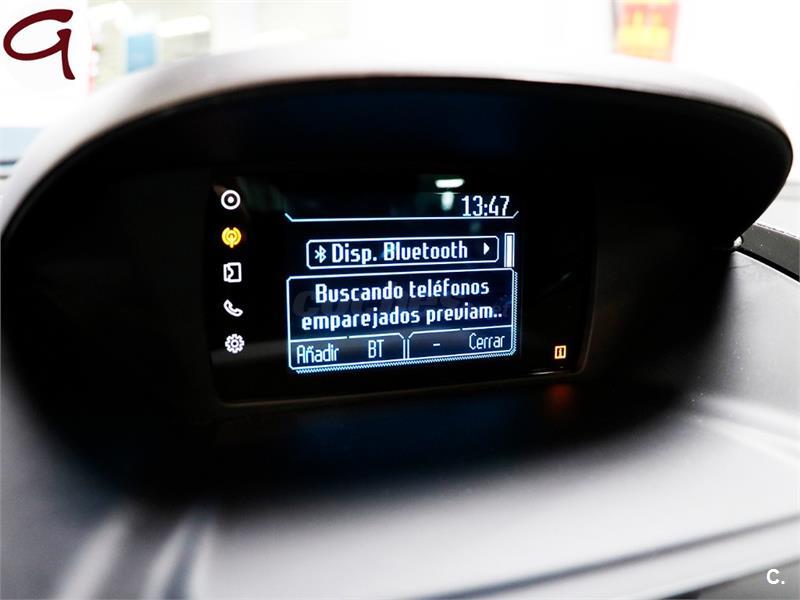 13:47
Disp. Bluetooth
Buscando teléfonos
emparejados previam..
Añadir BT - Cerrar
C.